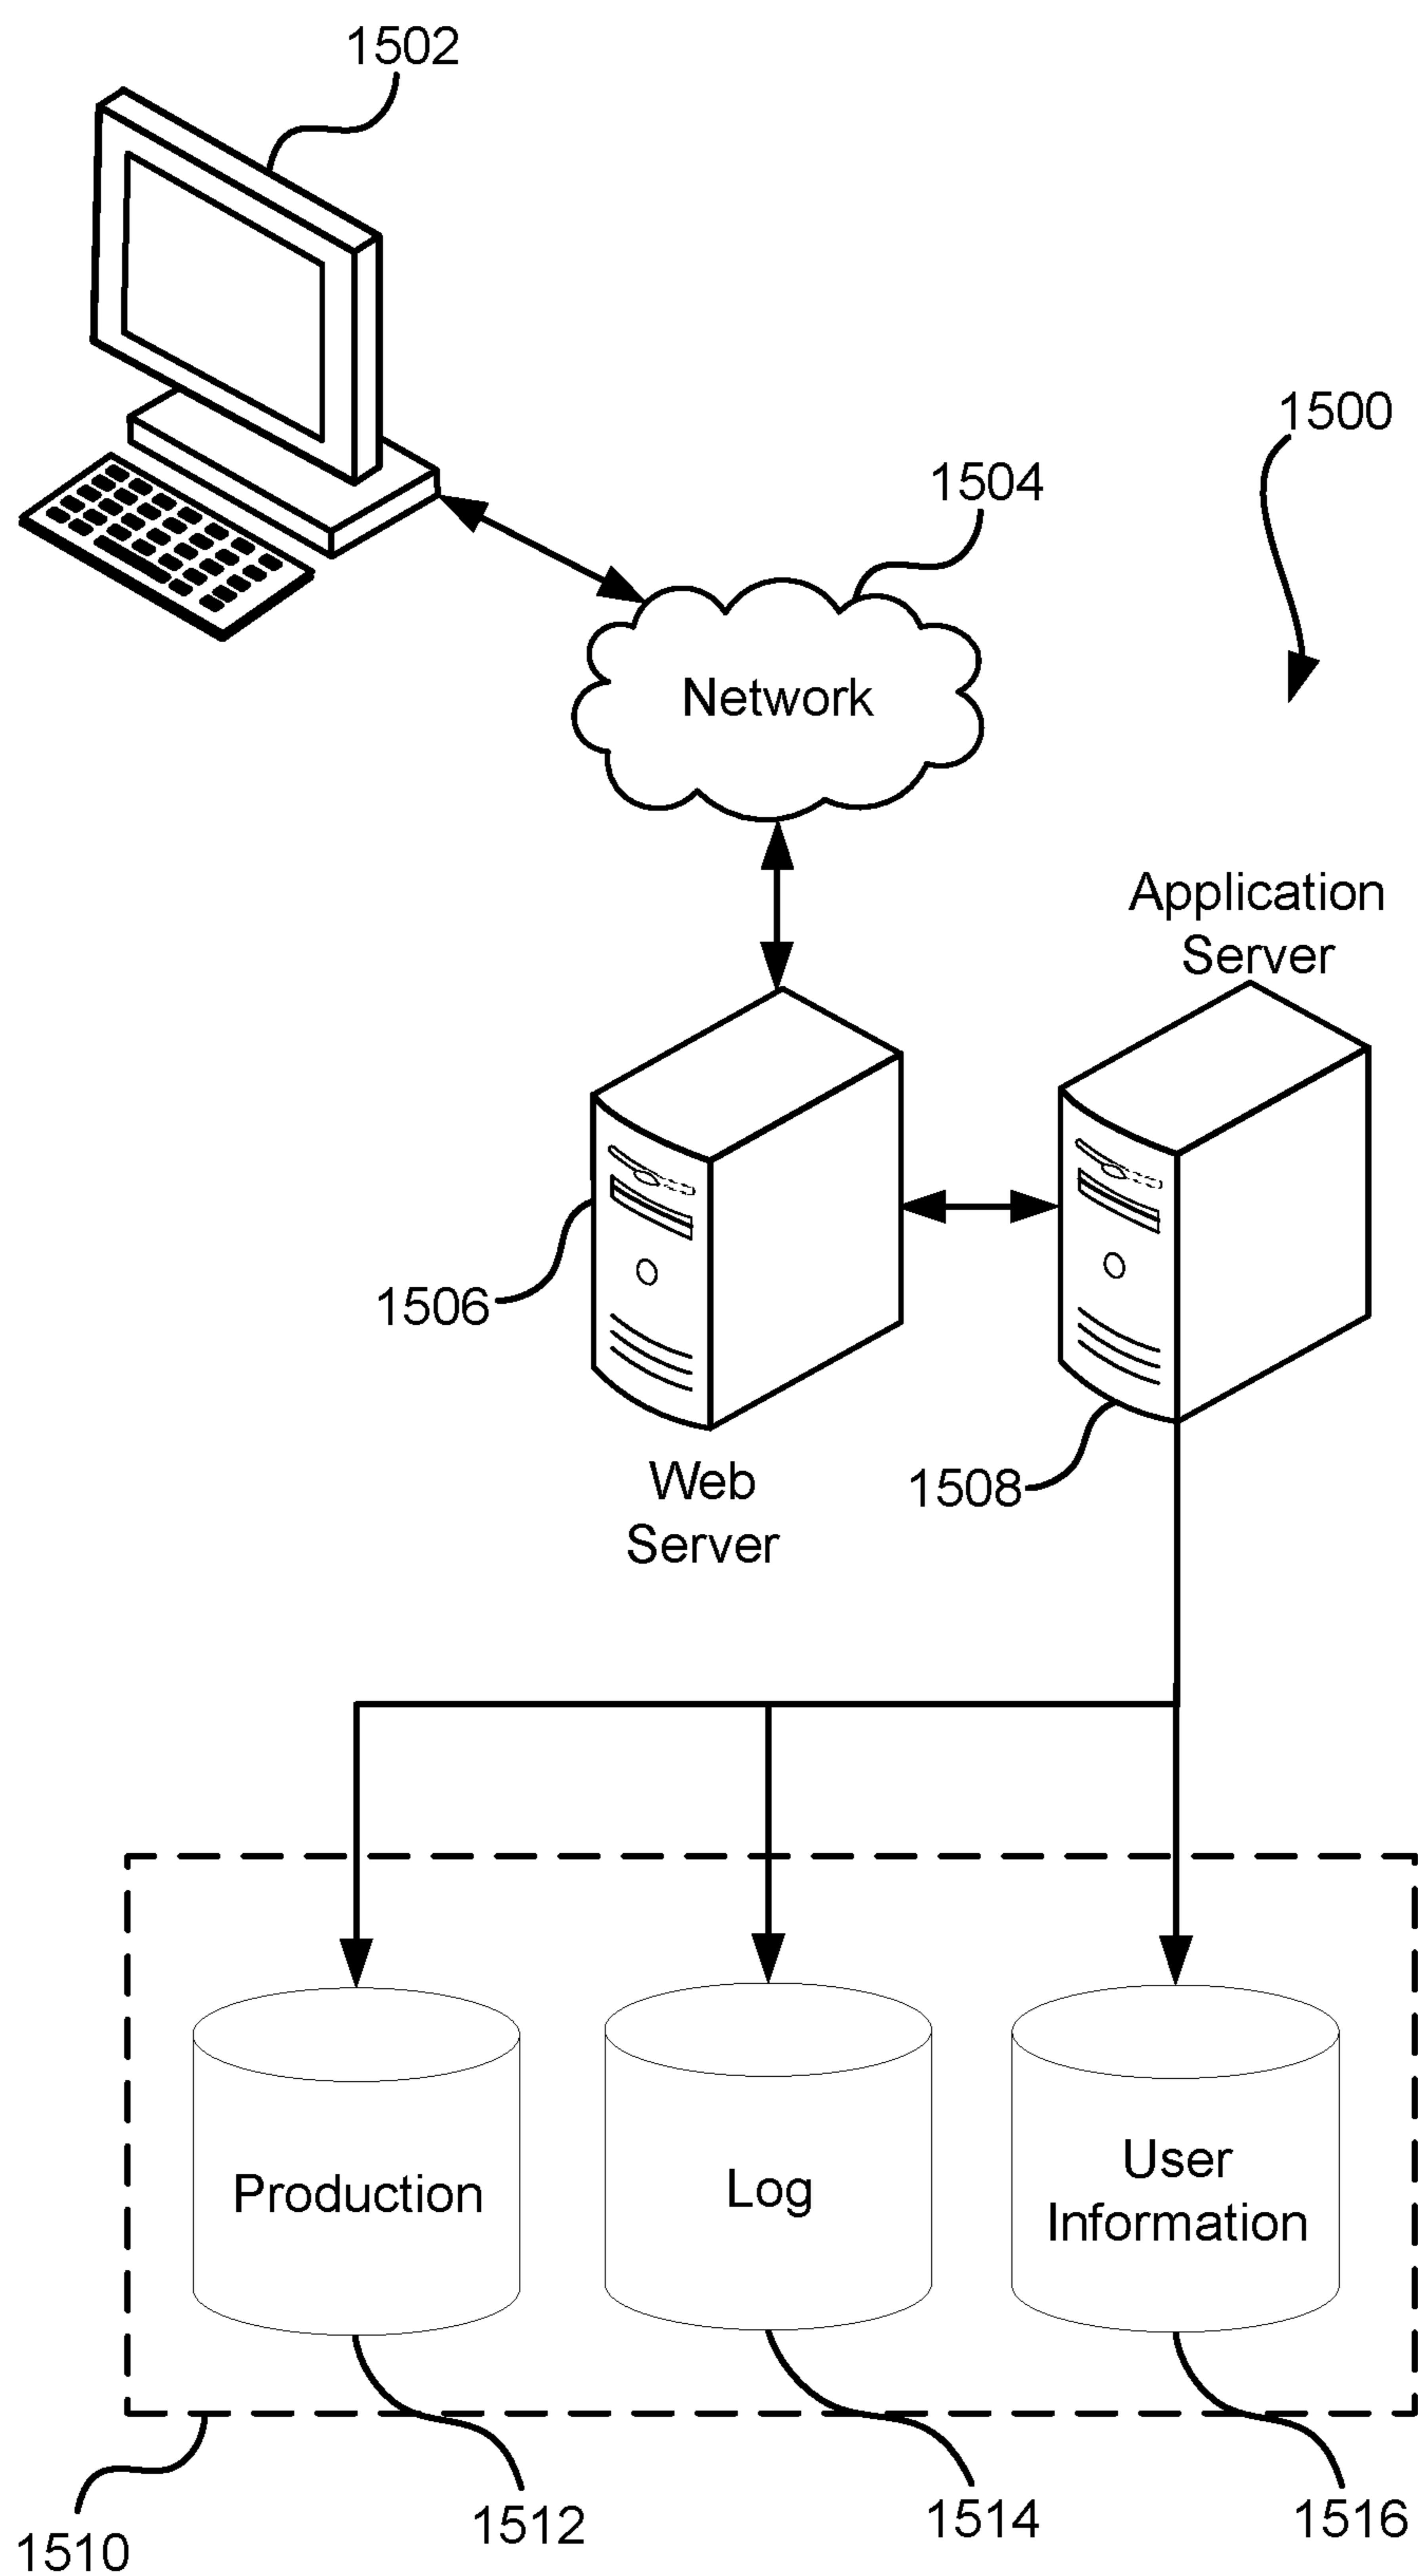 1502
1500
1504
Network
Application
Server
1506
1508
Web
Server
Production
Log
User
Information
1510
1512
1514
1516